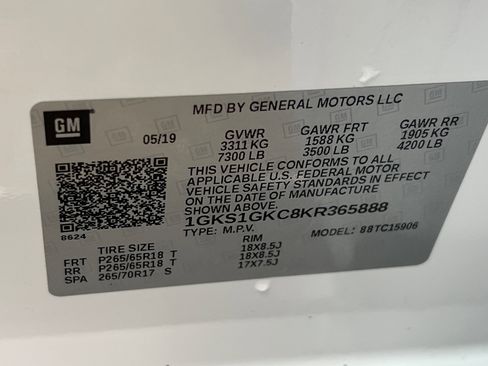 MFD BY GENERAL MOTORS LLC
GM
05/19 GVWR GAWR FRT GAWR RR
3311 KG 1588 KG 1905 KG
7300 LB 3500 LB 4200 LB
THIS VEHICLE CONFORMS TO ALL
APPLICABLE U.S. FEDERAL MOTOR
VEHICLE SAFETY STANDARDS IN EFFECT
ON THE DATE OF MANUFACTURE
SHOWN ABOVE.
1GKS1GKC8KR365888
8624
TYPE: M.P.V. MODEL: 88TC15906
TIRE SIZE RIM
FRT P265/65R18 T 18X8.5J
RR P265/65R18 T 18X8.5J
SPA 265/70R17 S 17X7.5J